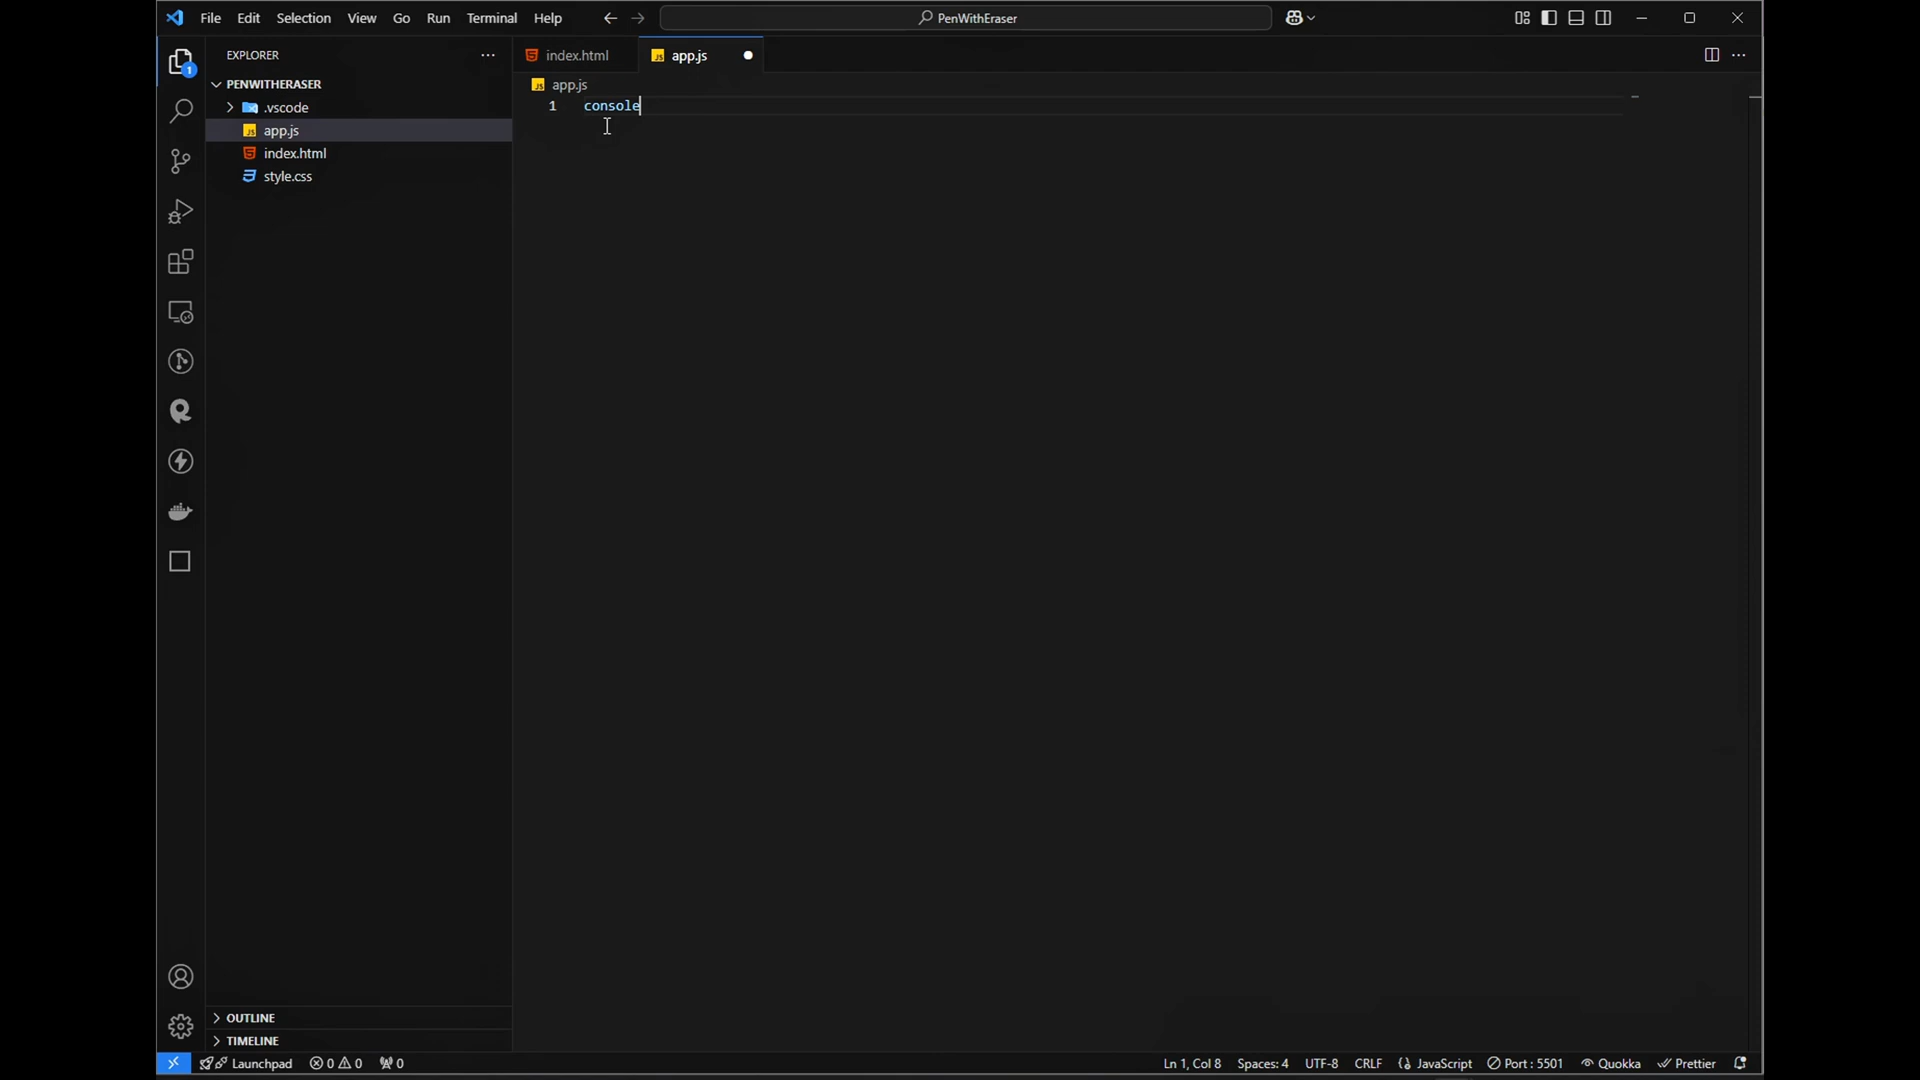 File Edit Selection View Go Run Terminal Help
PenWithEraser
EXPLORER
1
PENWITHERASER
.vscode
app.js
index.html
style.css
OUTLINE
TIMELINE
index.html
app.js
app.js
1 console
Launchpad 0 0 0
Ln 1, Col 8 Spaces: 4 UTF-8 CRLF JavaScript Port : 5501 Quokka Prettier